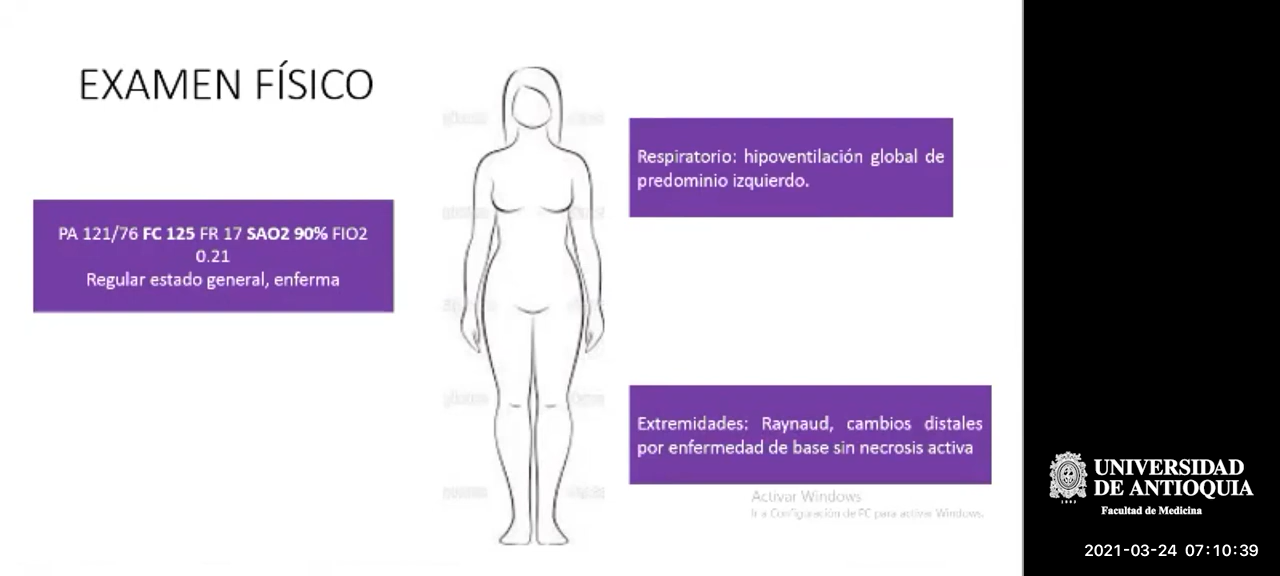 EXAMEN FÍSICO
Respiratorio: hipoventilación global de
predominio izquierdo.
PA 121/76 FC 125 FR 17 SAO2 90% FIO2
0.21
Regular estado general, enferma
Extremidades: Raynaud, cambios distales
por enfermedad de base sin necrosis activa
Activar Windows
Ir a Configuración de PC para activar Windows.
UNIVERSIDAD
DE ANTIOQUIA
1803
Facultad de Medicina
2021-03-24 07:10:39